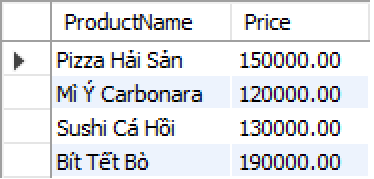 ProductName Price
Pizza Hải Sản 150000.00
Mì Ý Carbonara 120000.00
Sushi Cá Hồi 130000.00
Bít Tết Bò 190000.00